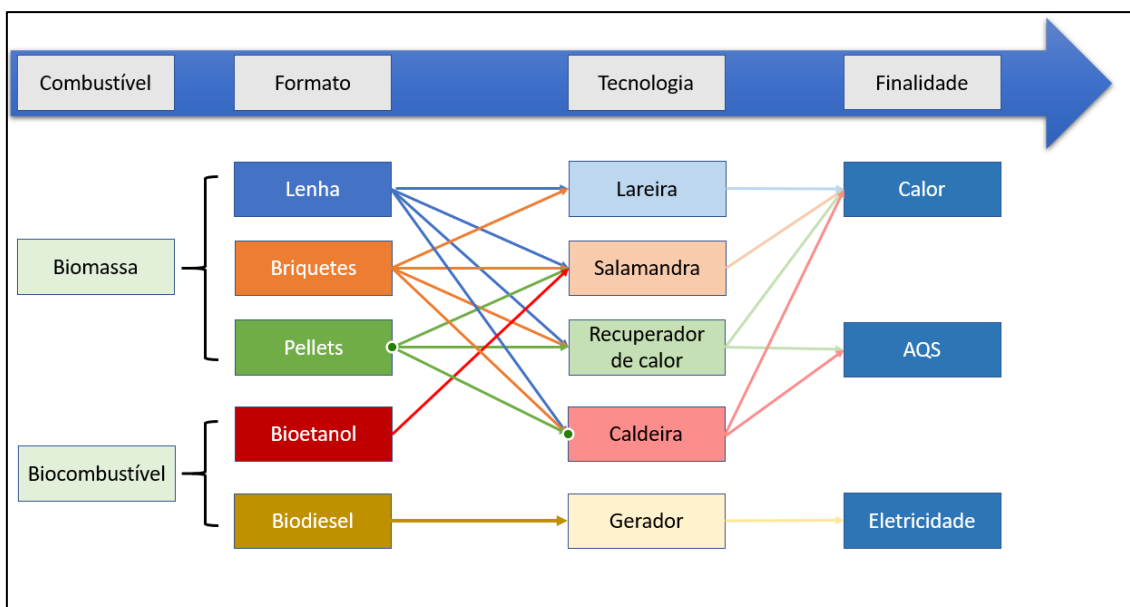 Combustível
Formato
Tecnologia
Finalidade
Lenha
Lareira
Calor
Biomassa
Briquetes
Salamandra
Pellets
Recuperador
de calor
AQS
Bioetanol
Caldeira
Biocombustível
Biodiesel
Gerador
Eletricidade